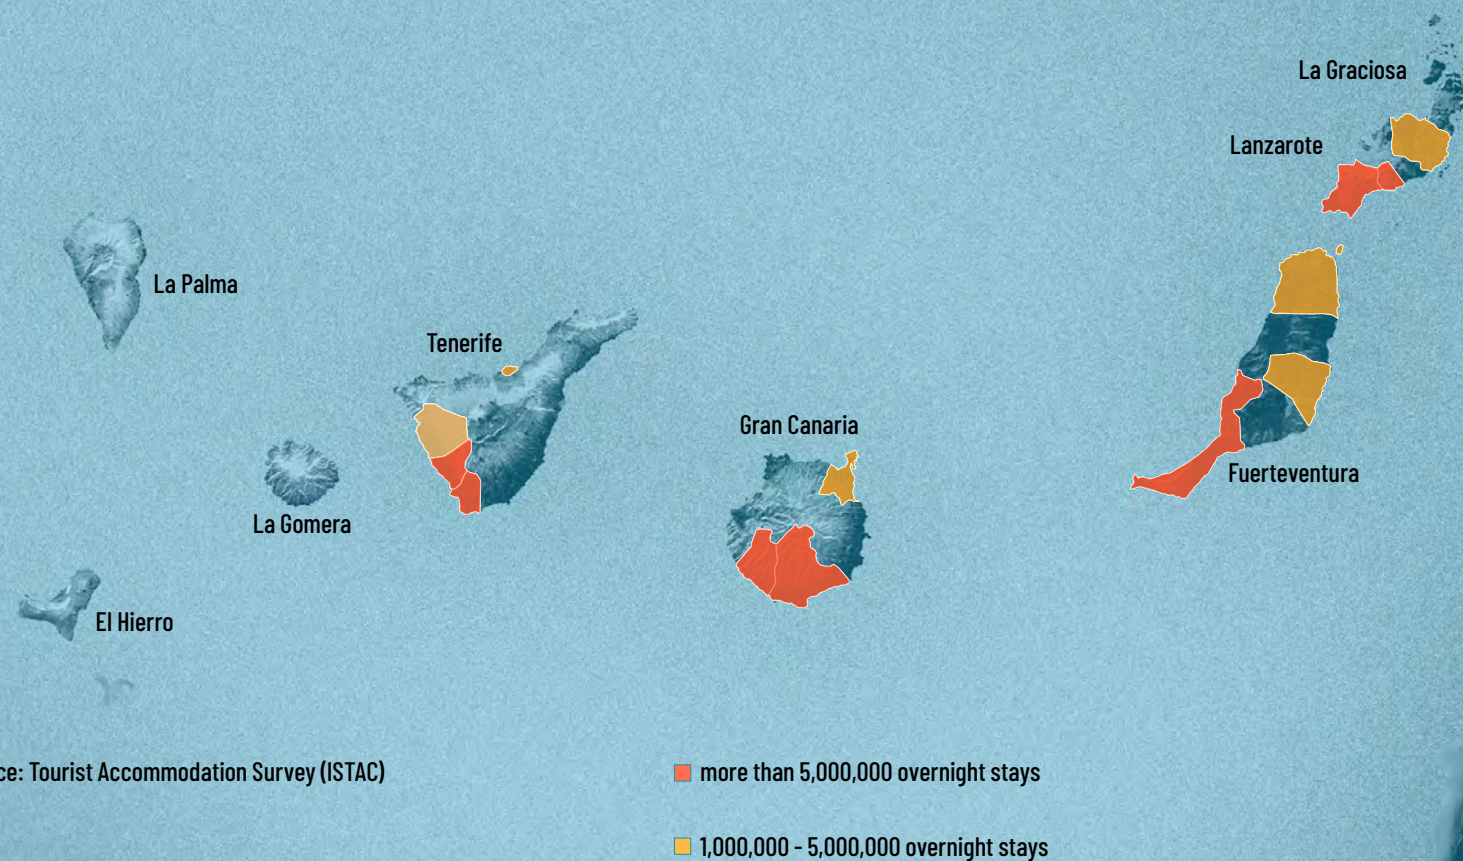 La Graciosa
Lanzarote
La Palma
Tenerife
Gran Canaria
Fuerteventura
La Gomera
El Hierro
ce: Tourist Accommodation Survey (ISTAC)
more than 5,000,000 overnight stays
1,000,000 - 5,000,000 overnight stays